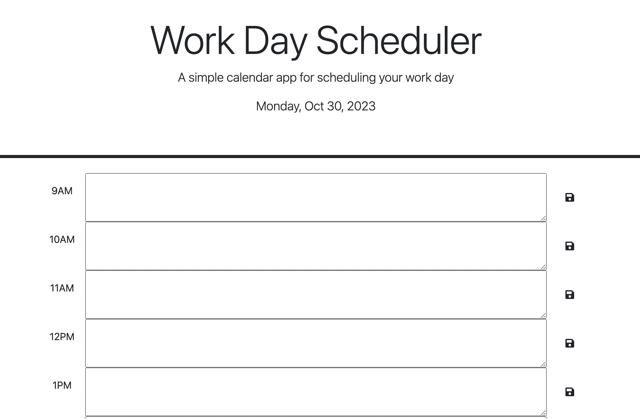 Work Day Scheduler
A simple calendar app for scheduling your work day
Monday, Oct 30, 2023
9AM
10AM
11AM
12PM
1PM